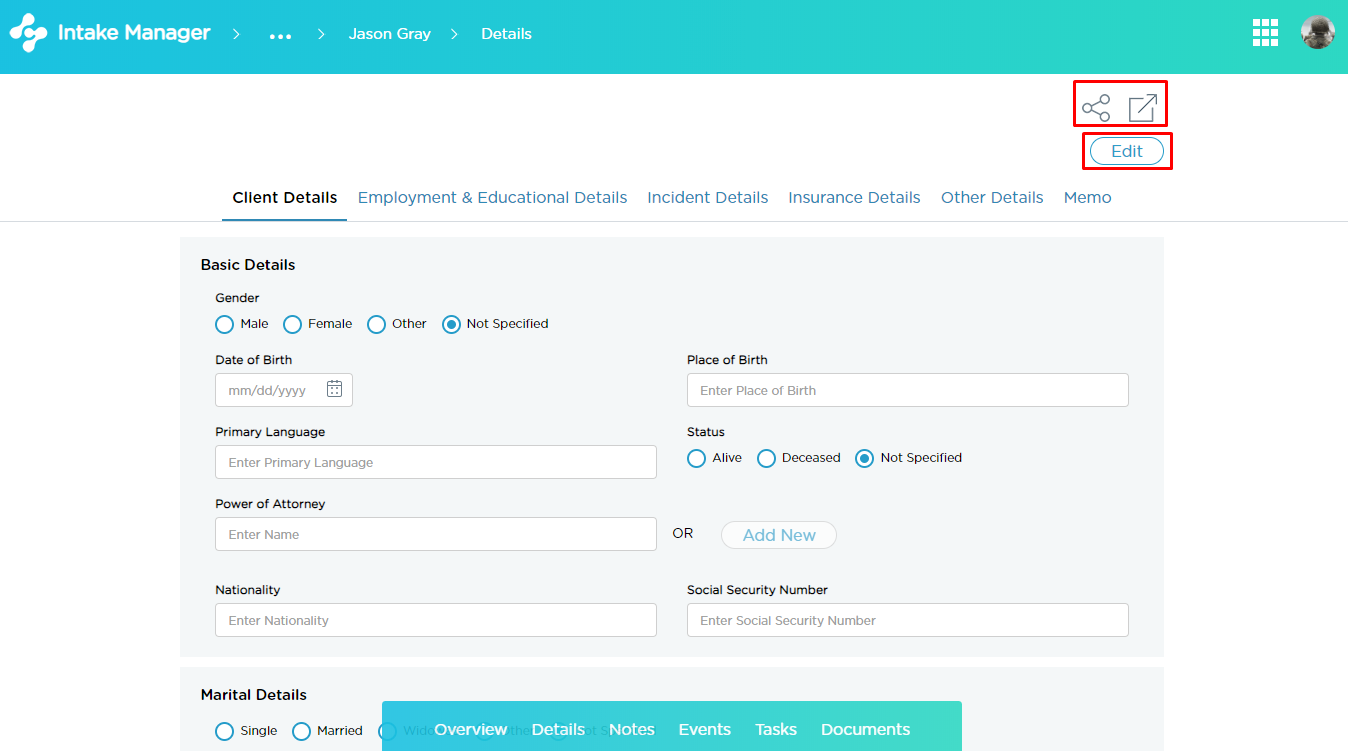 Intake Manager > ... > Jason Gray > Details
Edit
Client Details Employment & Educational Details Incident Details Insurance Details Other Details Memo
Basic Details
Gender
Male Female Other Not Specified
Date of Birth Place of Birth
mm/dd/yyyy Enter Place of Birth
Primary Language Status
Enter Primary Language Alive Deceased Not Specified
Power of Attorney
Enter Name OR Add New
Nationality Social Security Number
Enter Nationality Enter Social Security Number
Marital Details
Single Married
Overview Details Notes Events Tasks Documents